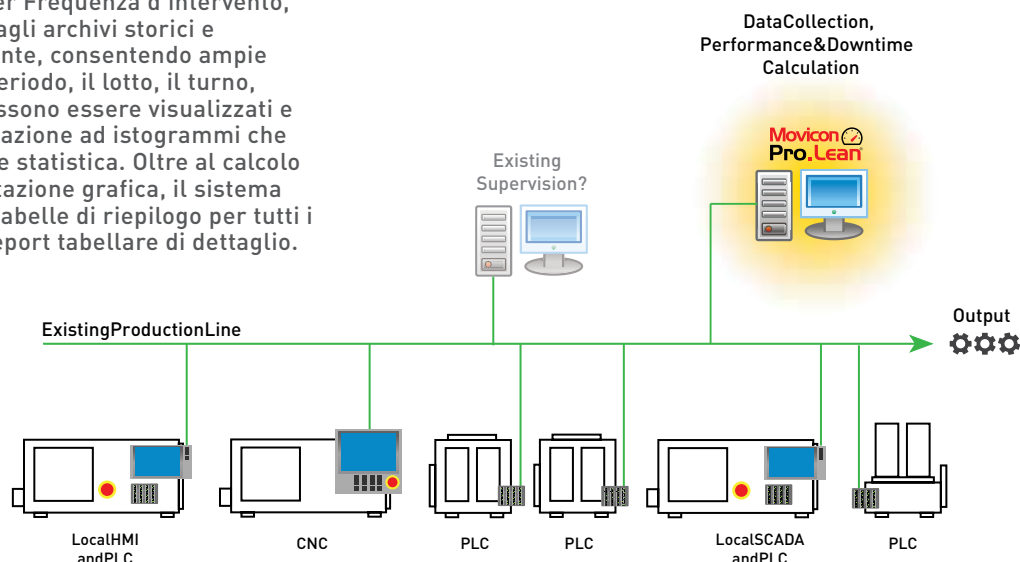 er Frequenza d'intervento,
agli archivi storici e
nte, consentendo ampie
eriodo, il lotto, il turno,
ssono essere visualizzati e
azione ad istogrammi che
e statistica. Oltre al calcolo
tazione grafica, il sistema
abelle di riepilogo per tutti i
eport tabellare di dettaglio.
DataCollection,
Performance&Downtime
Calculation
Movicon
Pro.Lean
Existing
Supervision?
ExistingProductionLine
Output
LocalHMI
andPLC
CNC
PLC
PLC
LocalSCADA
andPLC
PLC